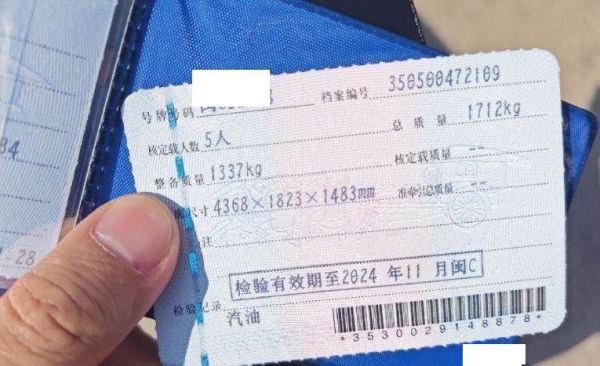 号牌号码 档案编号 350500472109
核定载人数 5人 总质量 1712kg
整备质量 1337kg 核定载质量 --
尺寸 4368×1823×1483mm 准牵引总质量 --
注
检验有效期至2024年11月闽C
检验记录
汽油
*3530029148878*
84
:28